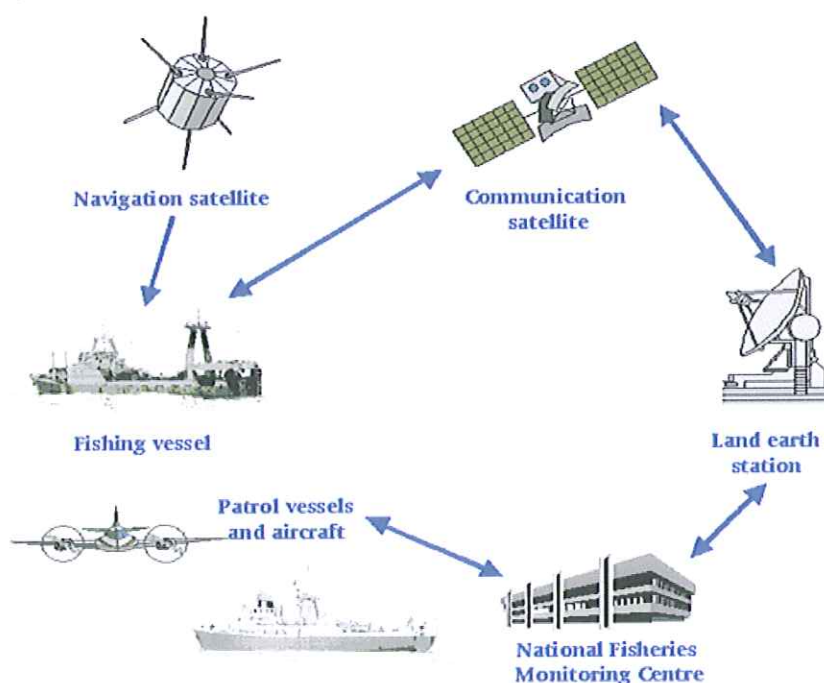 Navigation satellite
Communication
satellite
Fishing vessel
Land earth
station
Patrol vessels
and aircraft
National Fisheries
Monitoring Centre